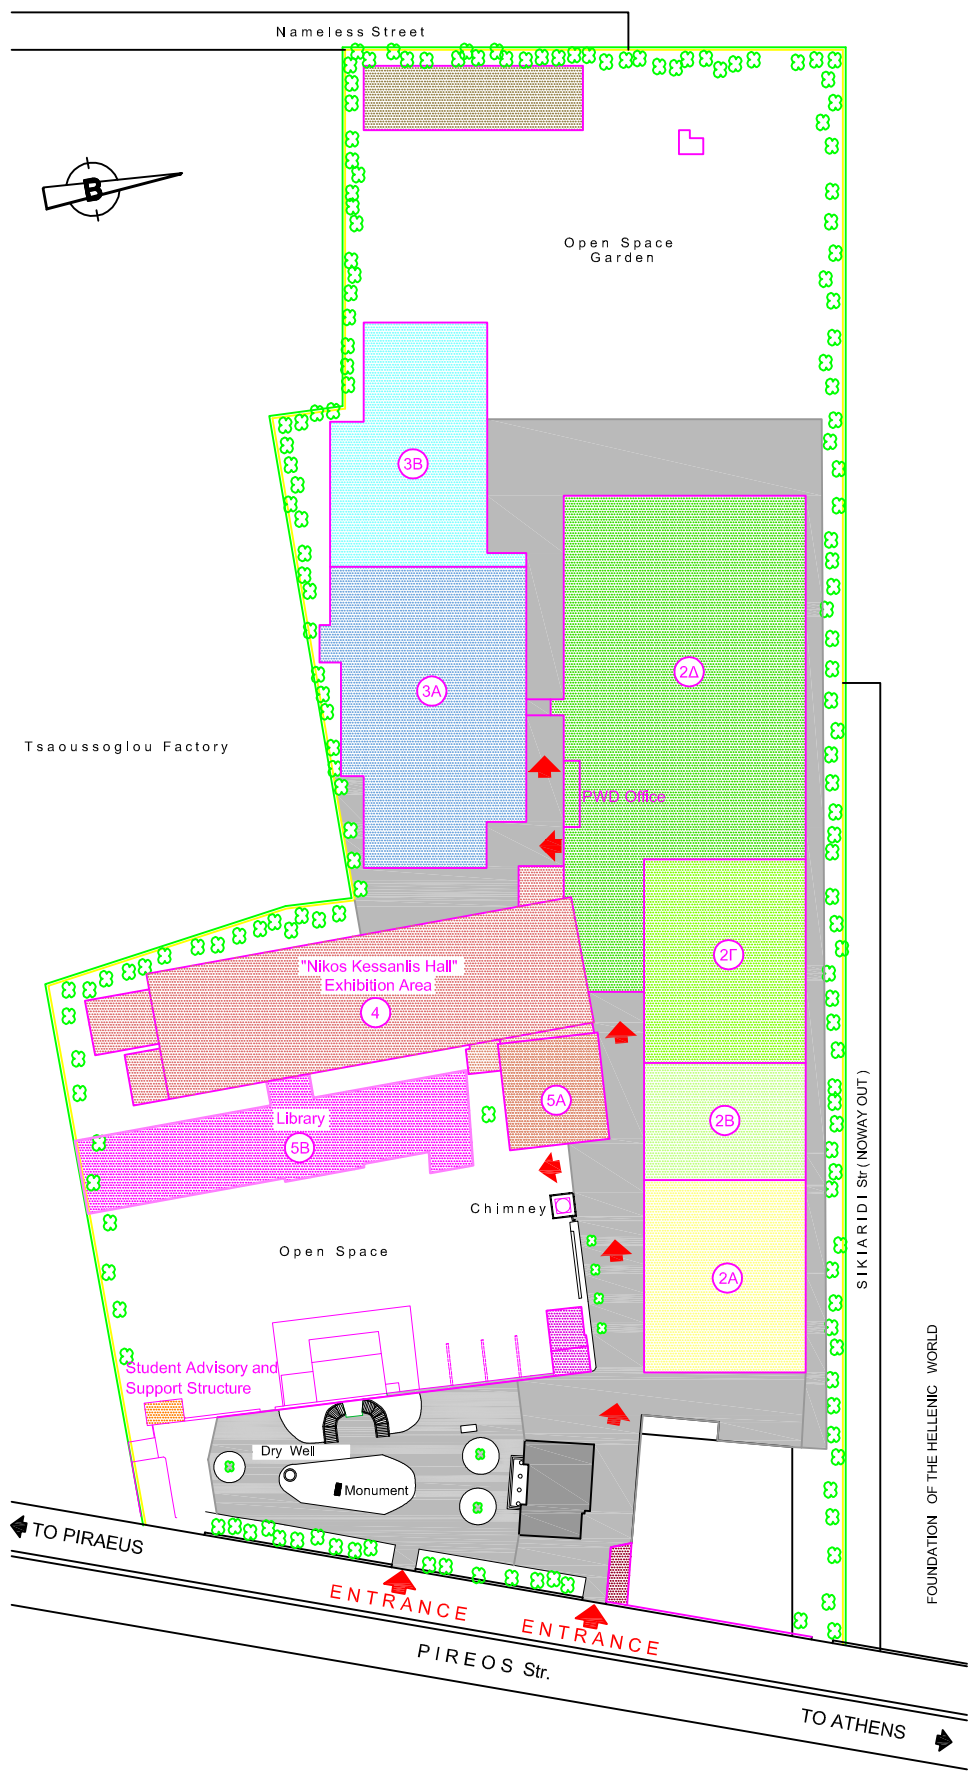 Nameless Street
B
Open Space
Garden
3B
2Δ
3A
Tsaoussoglou Factory
PWD Office
2Γ
"Nikos Kessanlis Hall"
Exhibition Area
4
5A
Library
2B
5B
SIKIARIDI Str ( NOWAY OUT )
Chimney
Open Space
2A
Student Advisory and
Support Structure
FOUNDATION OF THE HELLENIC WORLD
Dry Well
Monument
TO PIRAEUS
ENTRANCE
ENTRANCE
PIREOS Str.
TO ATHENS